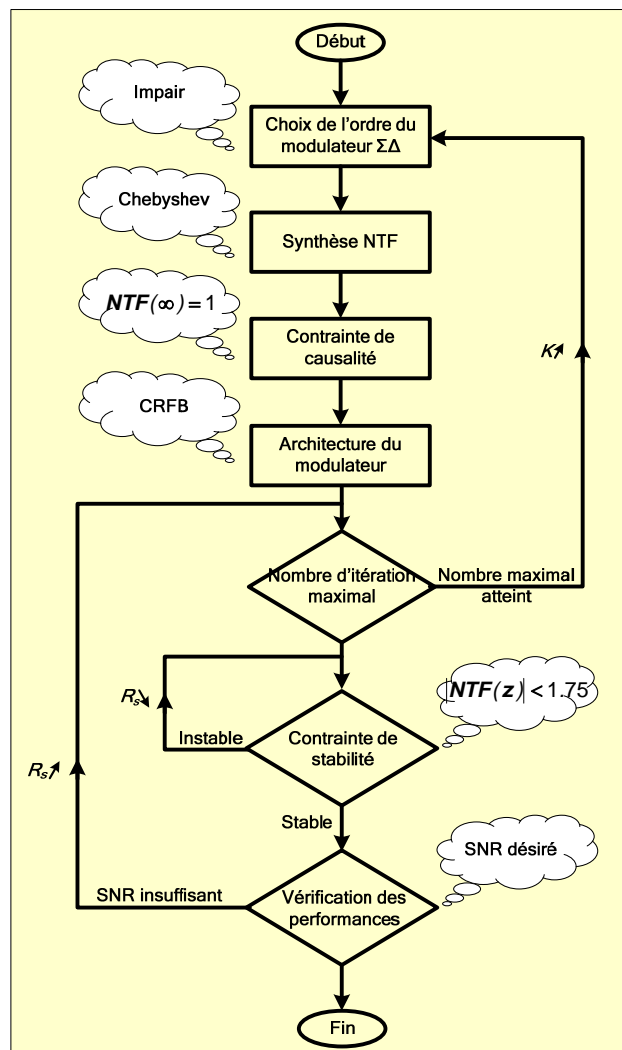 Début
Impair
Choix de l'ordre du
modulateur ΣΔ
Chebyshev
Synthèse NTF
NTF(∞) = 1
Contrainte de
causalité
K↗
CRFB
Architecture du
modulateur
Nombre d'itération
maximal
Nombre maximal
atteint
|NTF(z)| < 1.75
Rs↘
Instable
Contrainte de
stabilité
Rs↗
Stable
SNR désiré
SNR insuffisant
Vérification des
performances
Fin